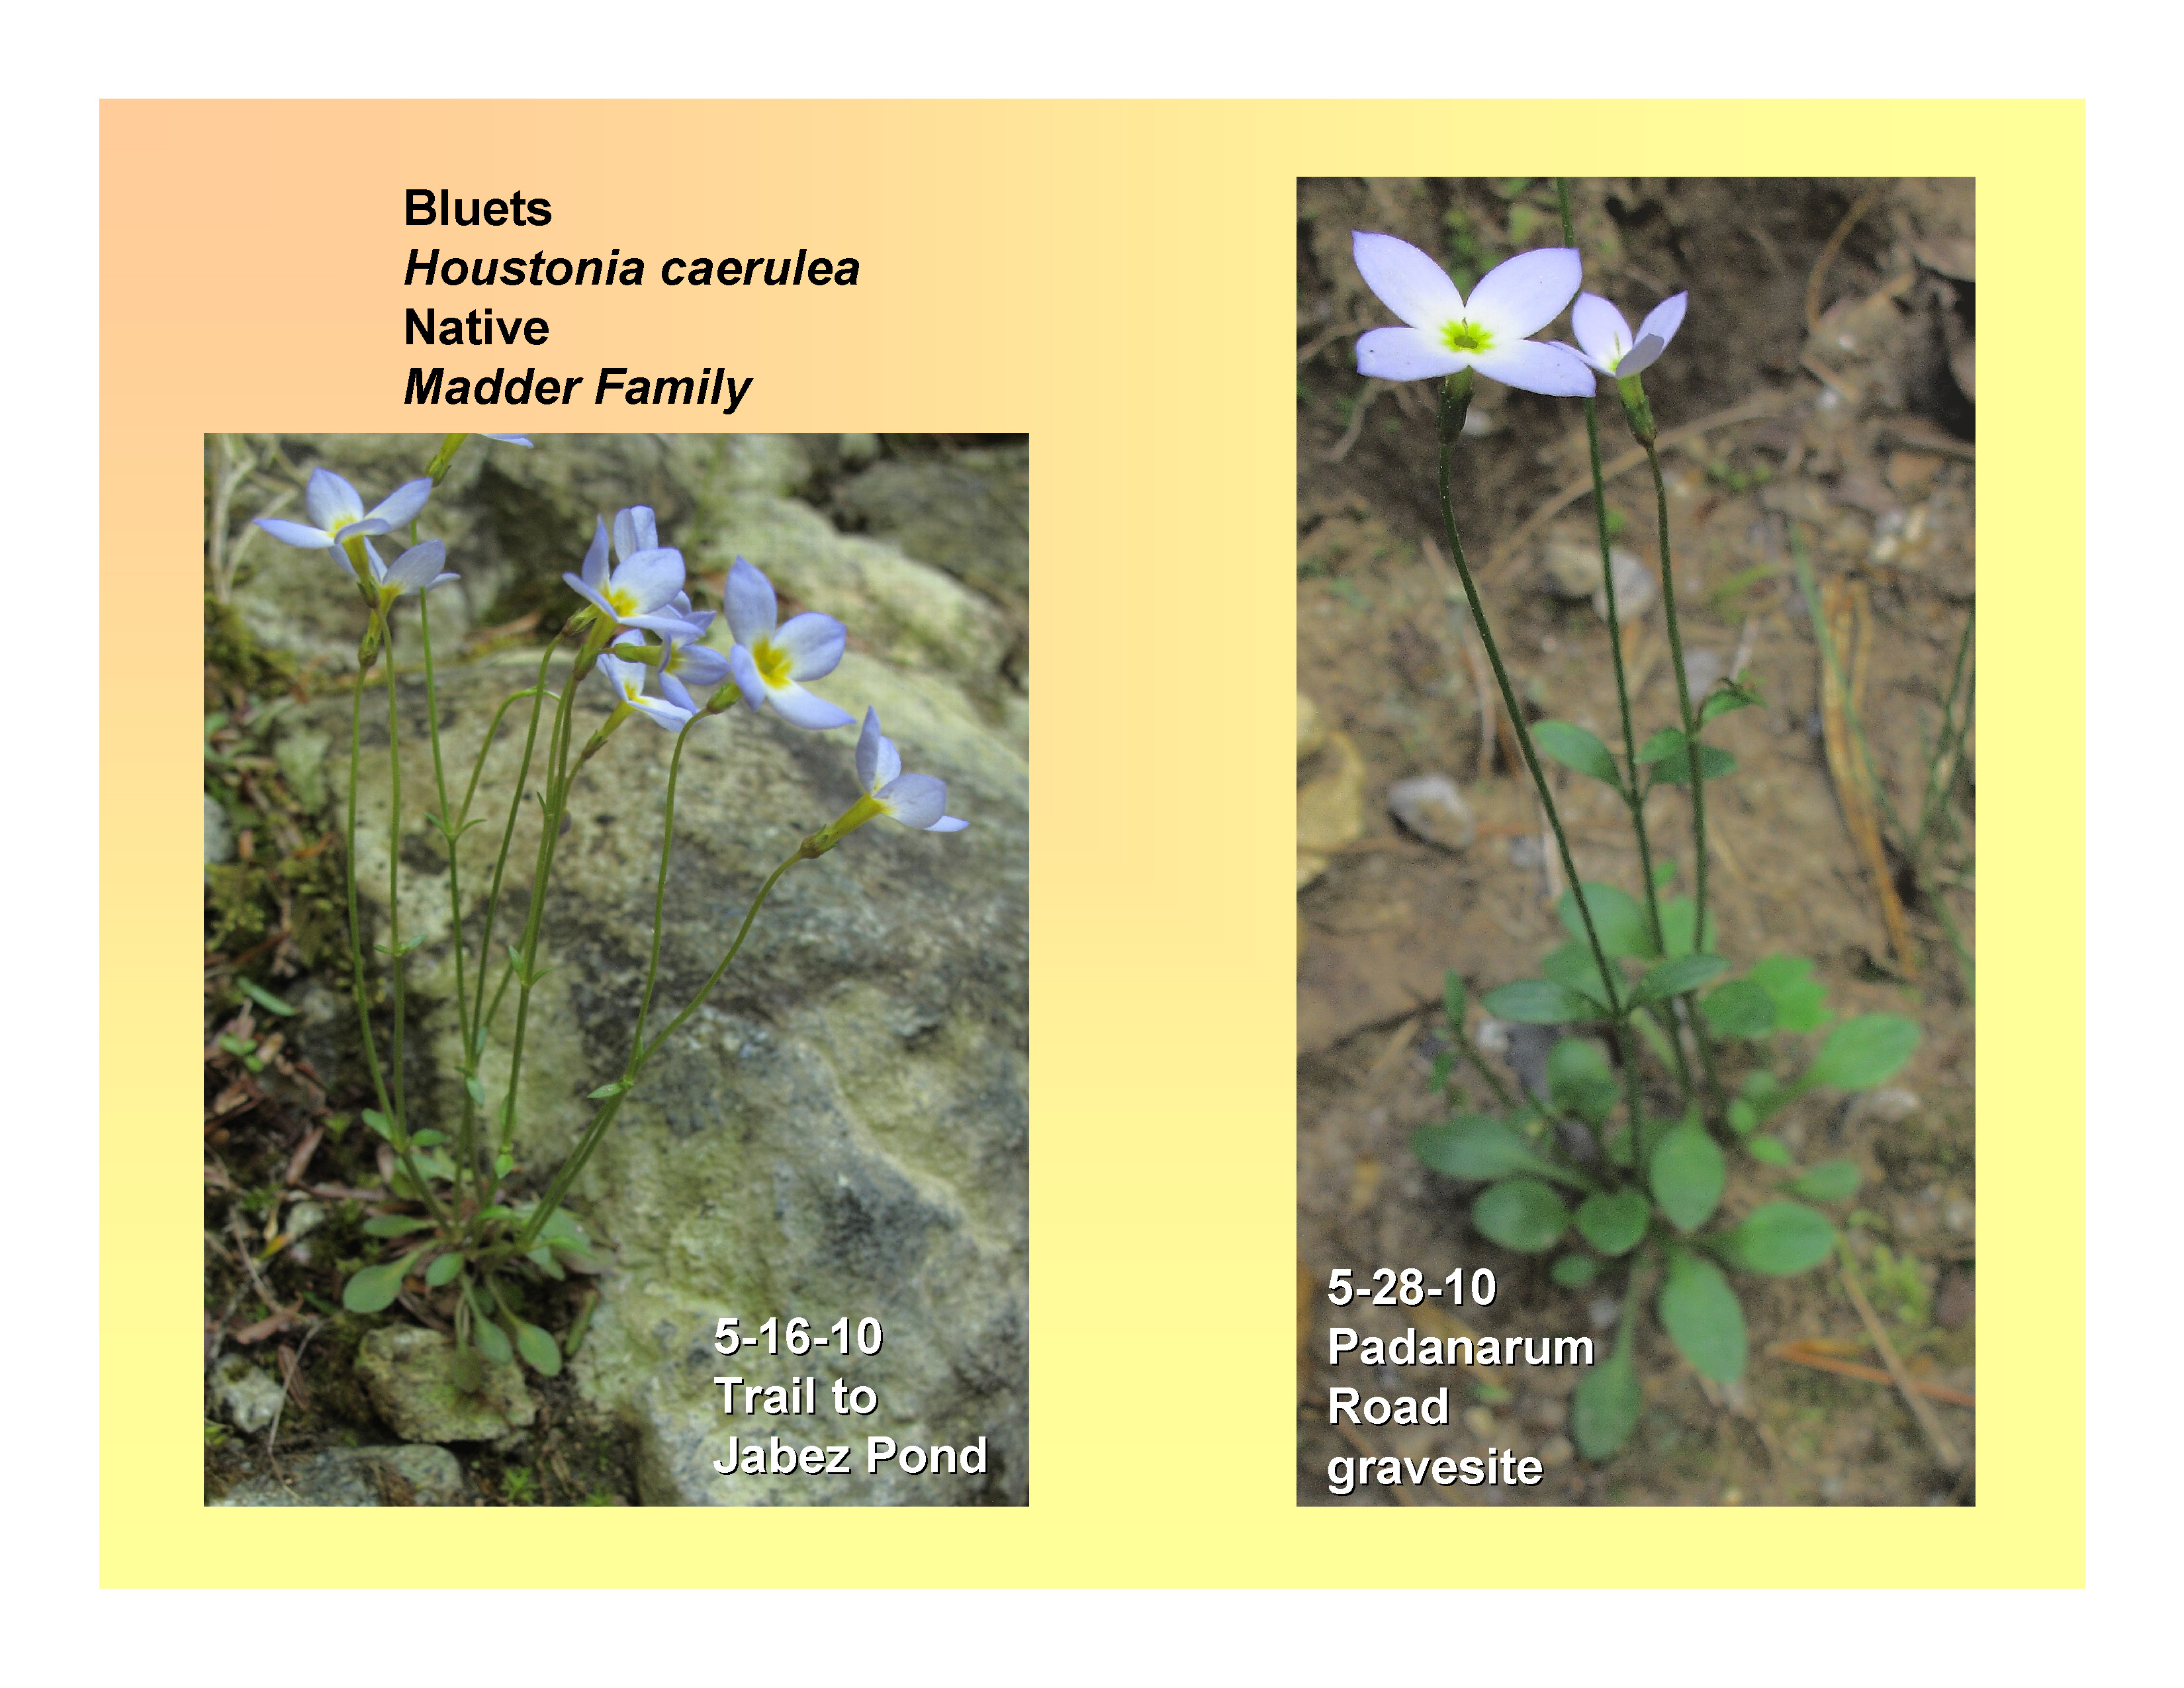 Bluets
Houstonia caerulea
Native
Madder Family
5-16-10
Trail to
Jabez Pond
5-28-10
Padanarum
Road
gravesite